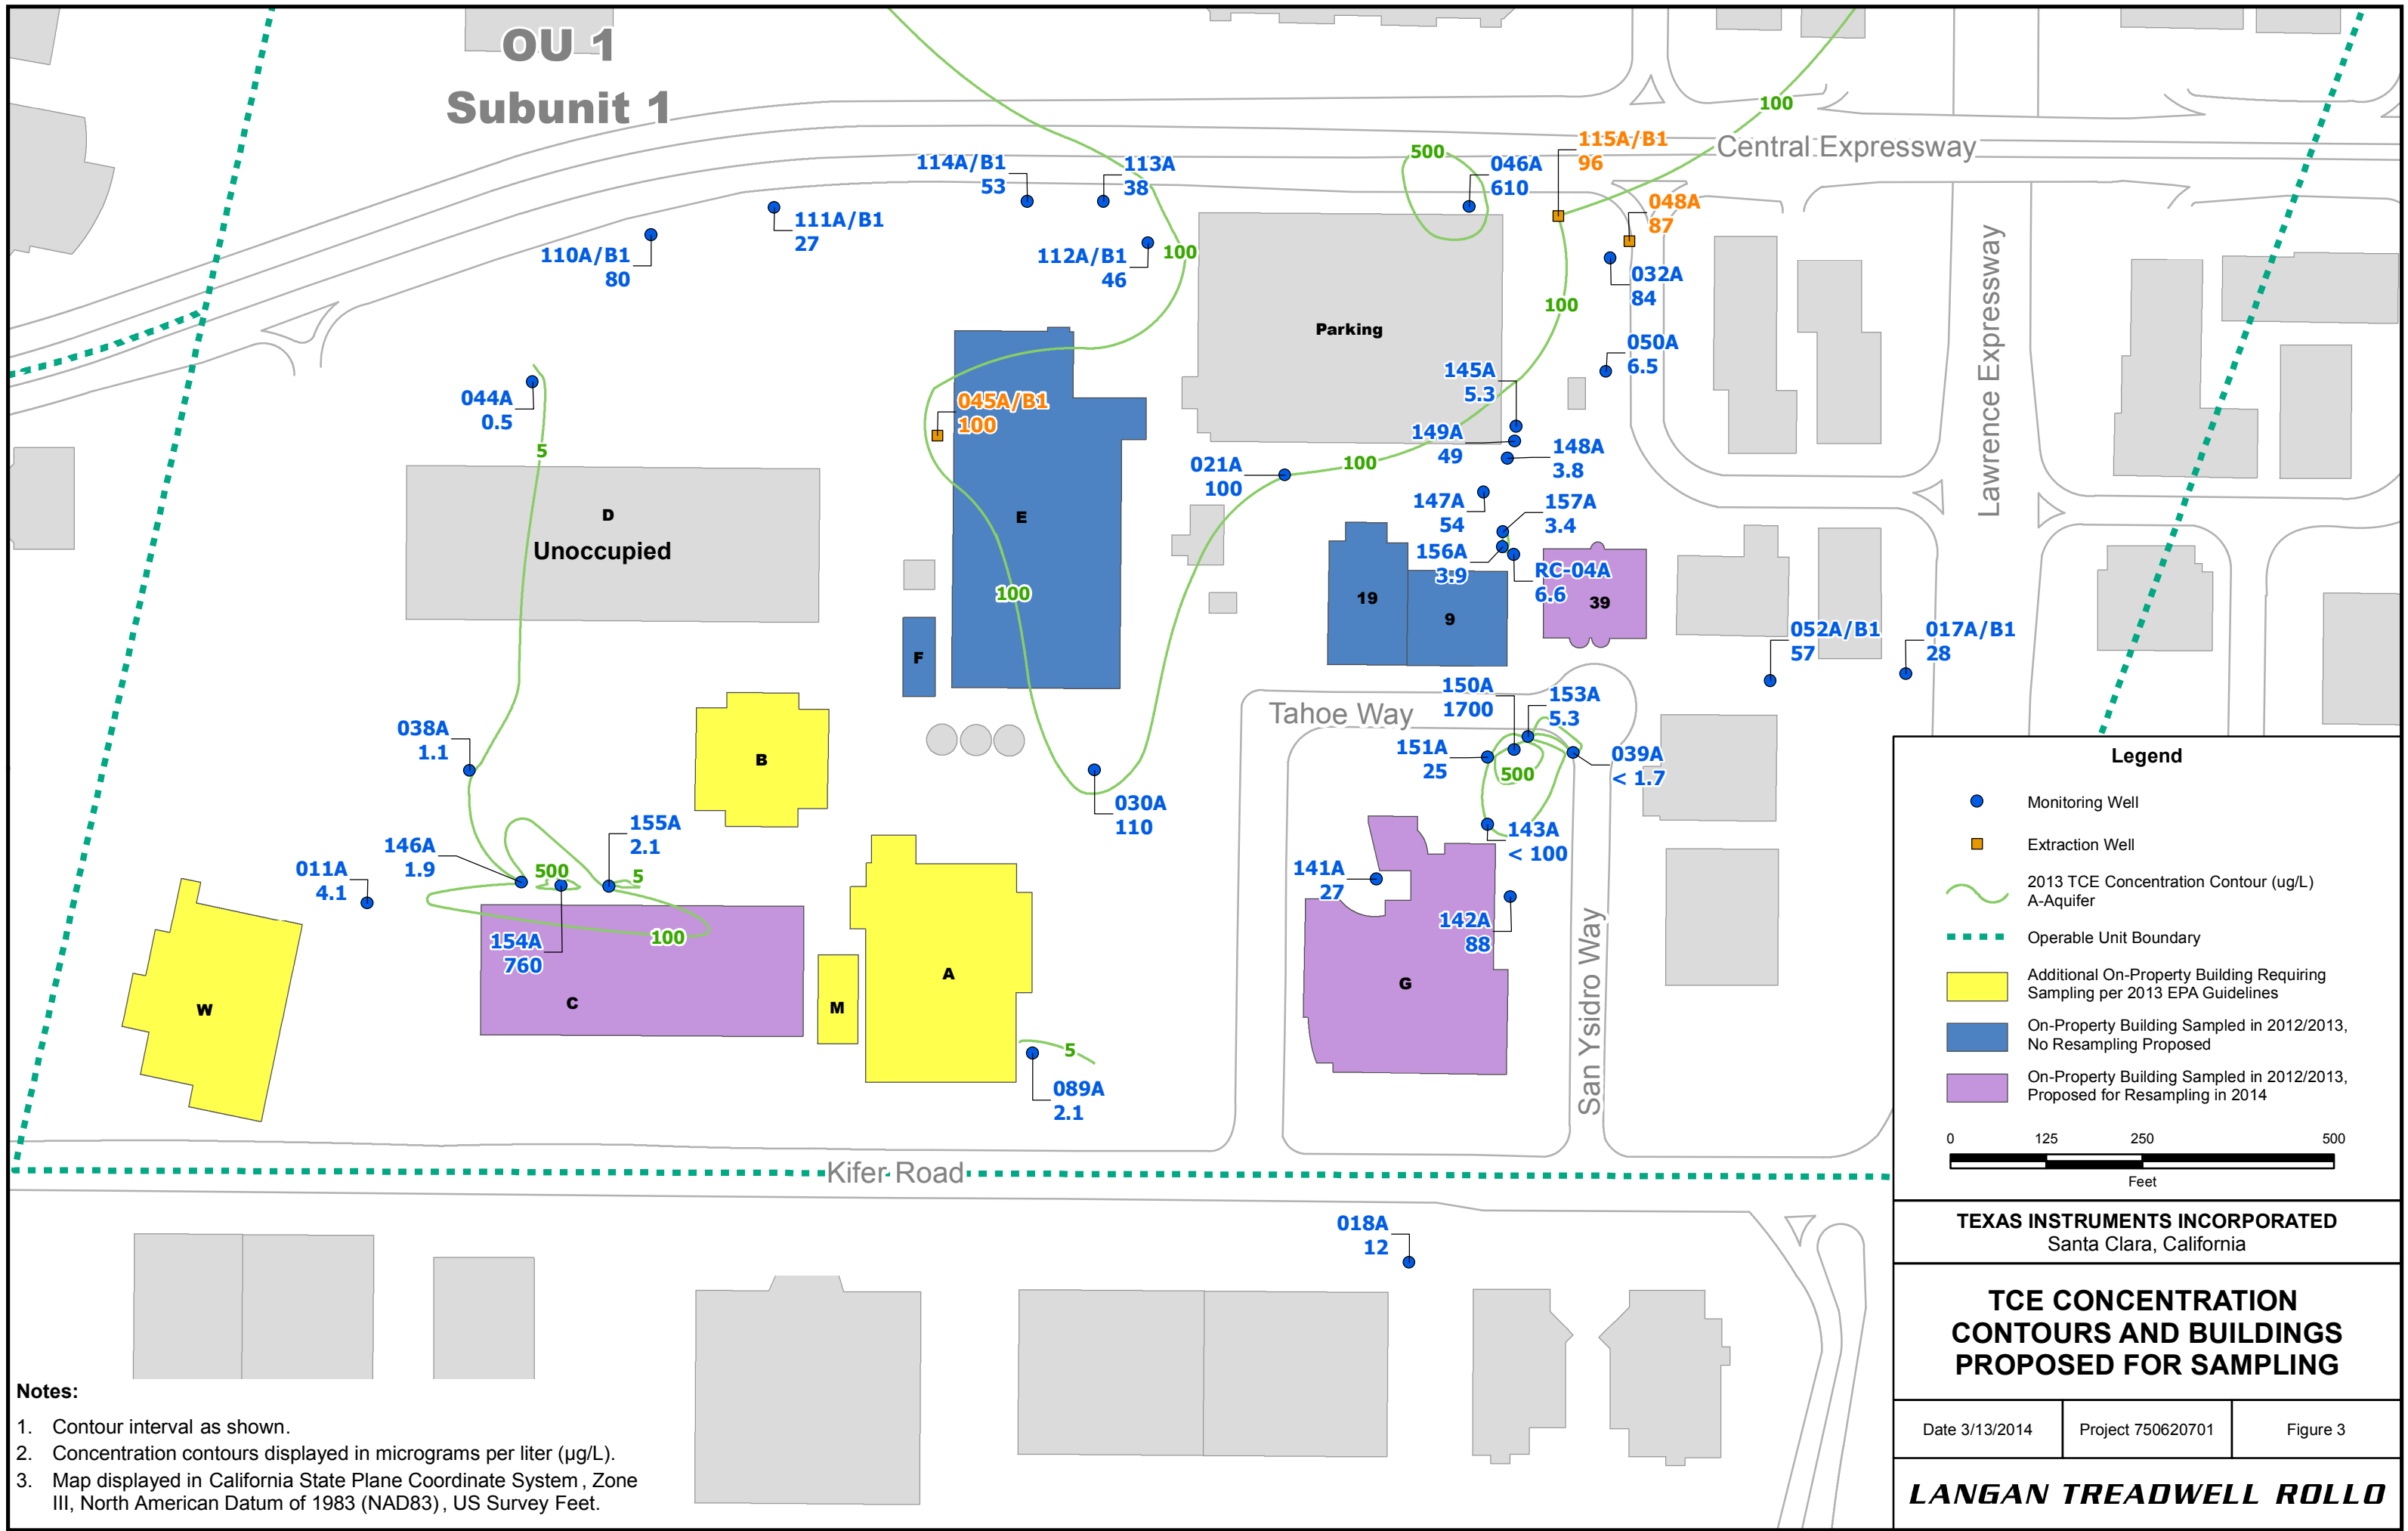 OU 1
Subunit 1
100
Central Expressway
115A/B1
96
500
046A
610
114A/B1
53
113A
38
048A
87
111A/B1
27
110A/B1
80
112A/B1
46
100
032A
84
100
Parking
Lawrence Expressway
050A
6.5
145A
5.3
044A
0.5
045A/B1
100
5
149A
49
148A
3.8
021A
100
100
147A
54
157A
3.4
D
Unoccupied
E
156A
3.9
RC-04A
6.6
100
19
9
39
F
052A/B1
57
017A/B1
28
150A
1700
153A
5.3
Tahoe Way
038A
1.1
B
151A
25
500
039A
< 1.7
030A
110
155A
2.1
146A
1.9
143A
< 100
011A
4.1
500
5
141A
27
154A
760
100
142A
88
A
W
C
M
G
San Ysidro Way
5
089A
2.1
Kifer Road
018A
12
Legend
Monitoring Well
Extraction Well
2013 TCE Concentration Contour (ug/L)
A-Aquifer
Operable Unit Boundary
Additional On-Property Building Requiring
Sampling per 2013 EPA Guidelines
On-Property Building Sampled in 2012/2013,
No Resampling Proposed
On-Property Building Sampled in 2012/2013,
Proposed for Resampling in 2014
0 125 250 500
Feet
TEXAS INSTRUMENTS INCORPORATED
Santa Clara, California
TCE CONCENTRATION
CONTOURS AND BUILDINGS
PROPOSED FOR SAMPLING
Date 3/13/2014 Project 750620701 Figure 3
LANGAN TREADWELL ROLLO
Notes:
1. Contour interval as shown.
2. Concentration contours displayed in micrograms per liter (µg/L).
3. Map displayed in California State Plane Coordinate System, Zone
III, North American Datum of 1983 (NAD83), US Survey Feet.